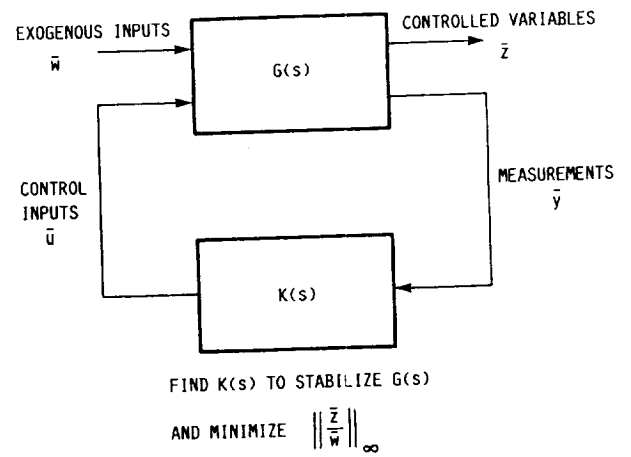 EXOGENOUS INPUTS
w̄
CONTROLLED VARIABLES
z̄
G(s)
CONTROL
INPUTS
ū
MEASUREMENTS
ȳ
K(s)
FIND K(s) TO STABILIZE G(s)
AND MINIMIZE ‖z̄/w̄‖∞